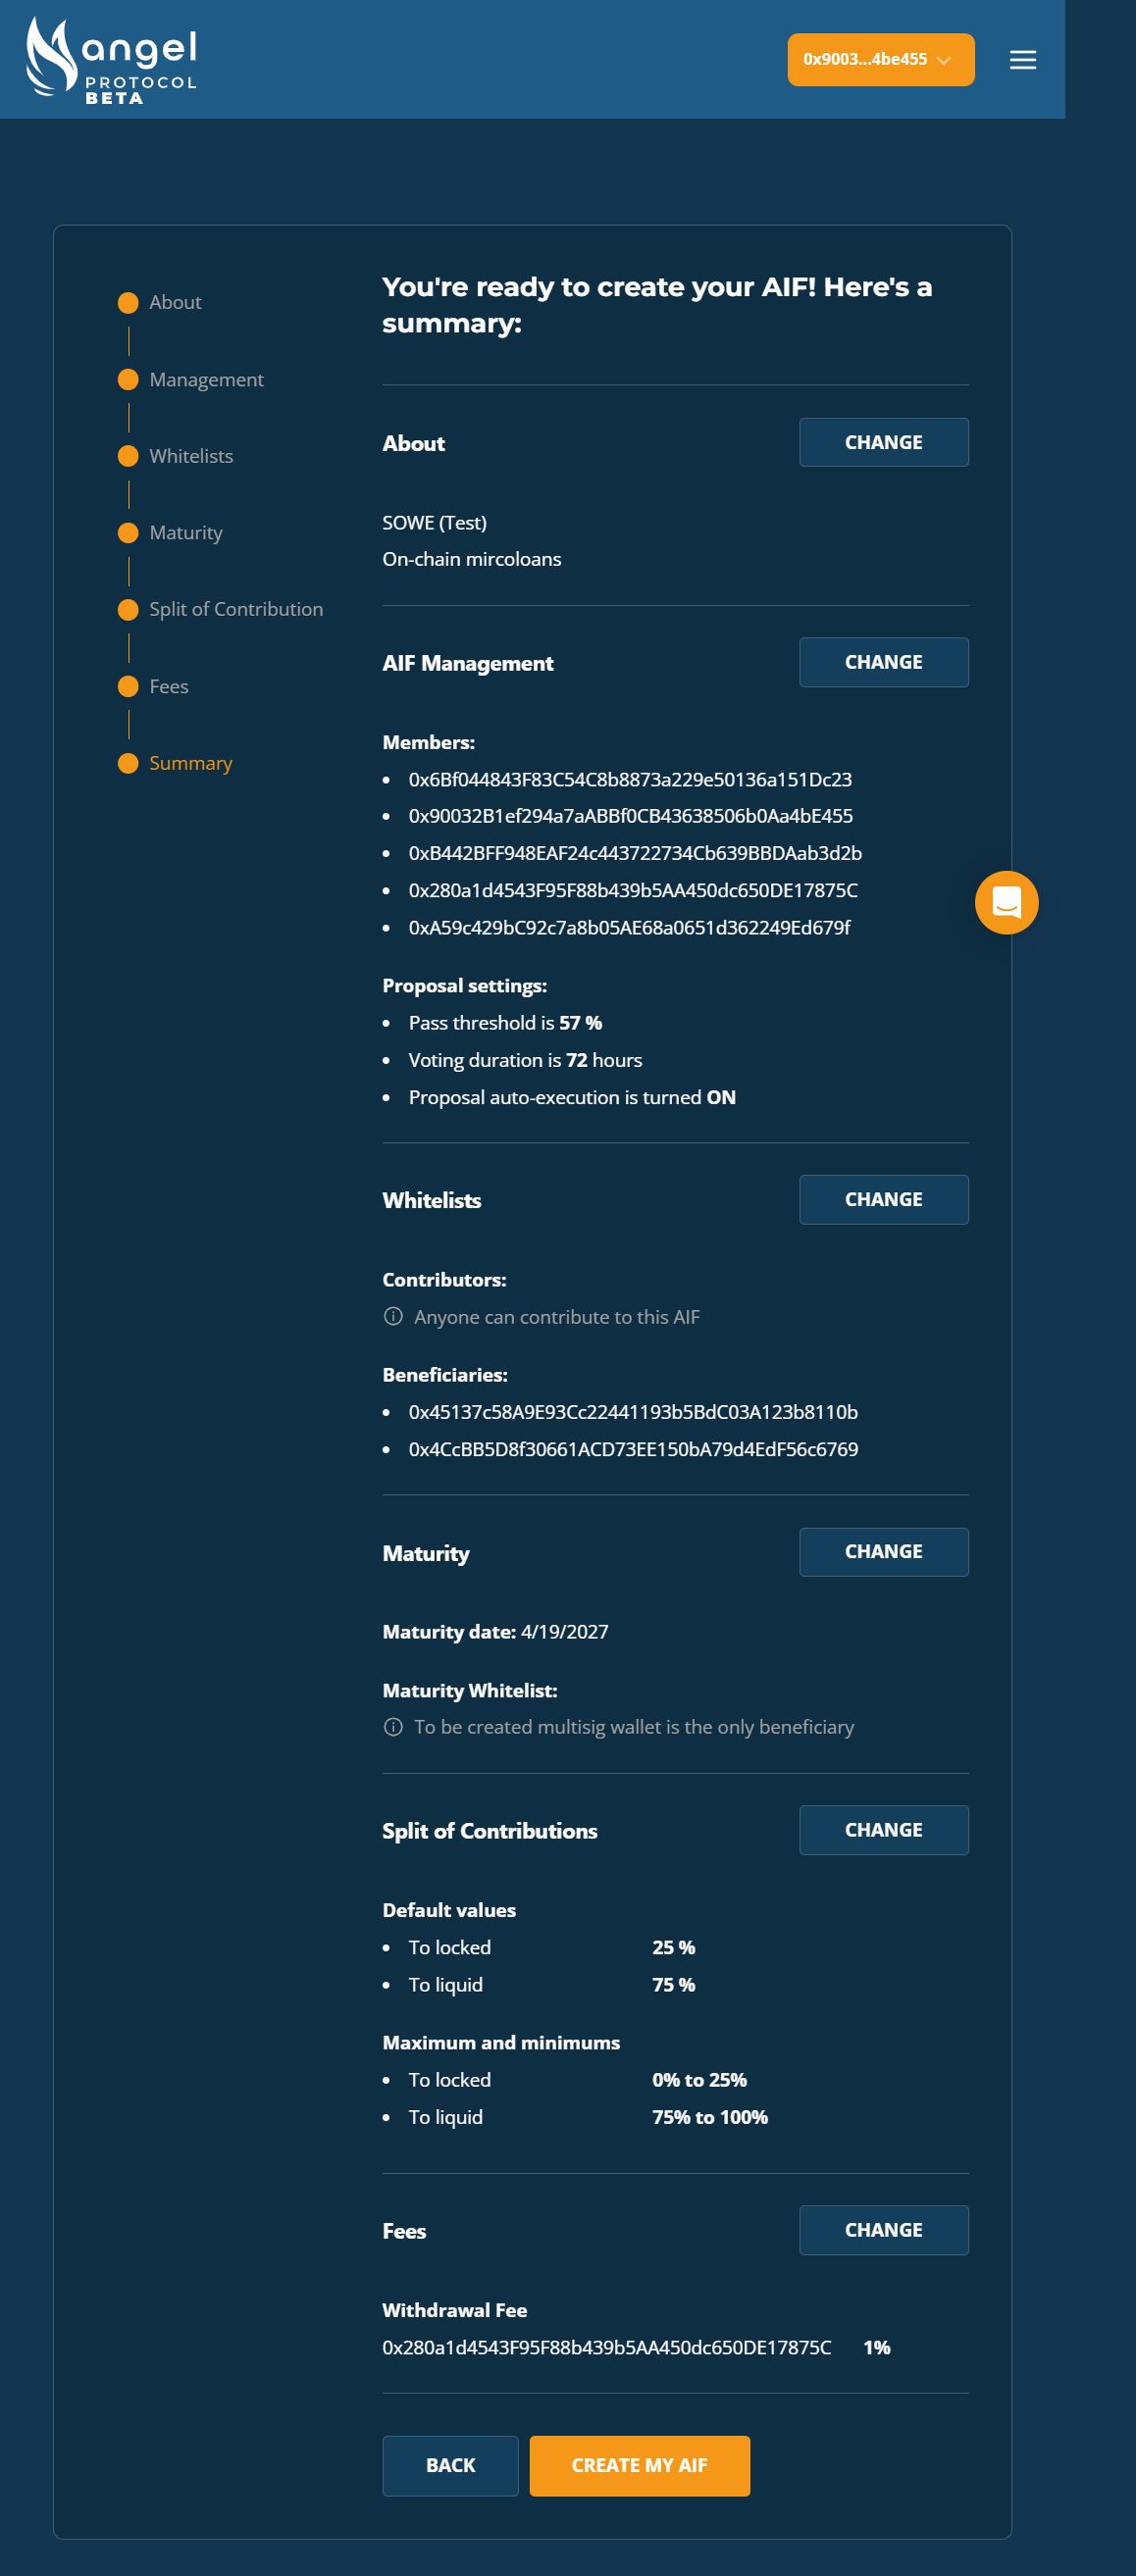 angel
PROTOCOL
BETA
0x9003...4be455
About
Management
Whitelists
Maturity
Split of Contribution
Fees
Summary
You're ready to create your AIF! Here's a
summary:
About
CHANGE
SOWE (Test)
On-chain mircoloans
AIF Management
CHANGE
Members:
• 0x6Bf044843F83C54C8b8873a229e50136a151Dc23
• 0x90032B1ef294a7aABBf0CB43638506b0Aa4bE455
• 0xB442BFF948EAF24c443722734Cb639BBDAab3d2b
• 0x280a1d4543F95F88b439b5AA450dc650DE17875C
• 0xA59c429bC92c7a8b05AE68a0651d362249Ed679f
Proposal settings:
• Pass threshold is 57 %
• Voting duration is 72 hours
• Proposal auto-execution is turned ON
Whitelists
CHANGE
Contributors:
Anyone can contribute to this AIF
Beneficiaries:
• 0x45137c58A9E93Cc22441193b5BdC03A123b8110b
• 0x4CcBB5D8f30661ACD73EE150bA79d4EdF56c6769
Maturity
CHANGE
Maturity date: 4/19/2027
Maturity Whitelist:
To be created multisig wallet is the only beneficiary
Split of Contributions
CHANGE
Default values
• To locked 25 %
• To liquid 75 %
Maximum and minimums
• To locked 0% to 25%
• To liquid 75% to 100%
Fees
CHANGE
Withdrawal Fee
0x280a1d4543F95F88b439b5AA450dc650DE17875C 1%
BACK
CREATE MY AIF